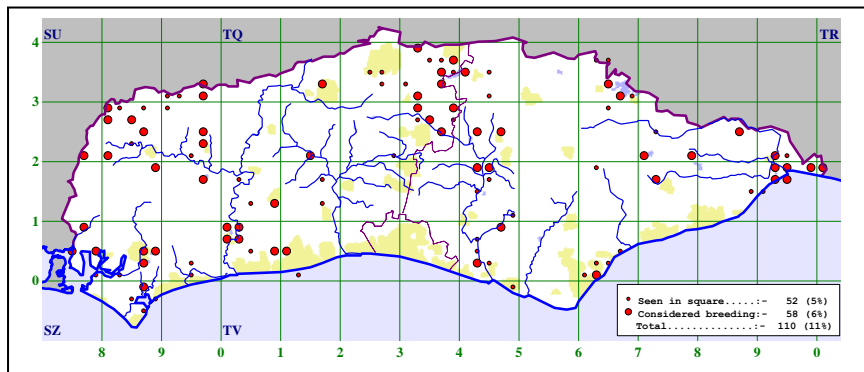 4 SU TQ TR
3
2
1
0
Seen in square.....:- 52 (5%)
Considered breeding:- 58 (6%)
Total..............:- 110 (11%)
SZ TV
8 9 0 1 2 3 4 5 6 7 8 9 0